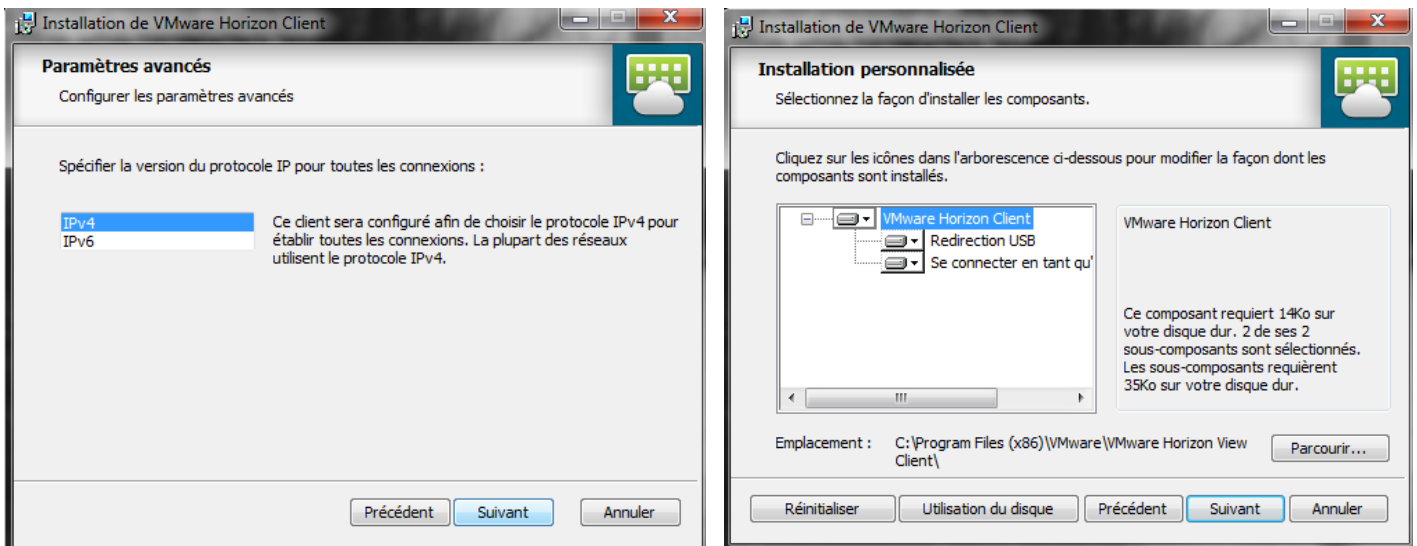 Installation de VMware Horizon Client
Paramètres avancés
Configurer les paramètres avancés
Spécifier la version du protocole IP pour toutes les connexions :
IPv4
IPv6
Ce client sera configuré afin de choisir le protocole IPv4 pour
établir toutes les connexions. La plupart des réseaux
utilisent le protocole IPv4.
Précédent
Suivant
Annuler
Installation de VMware Horizon Client
Installation personnalisée
Sélectionnez la façon d'installer les composants.
Cliquez sur les icônes dans l'arborescence ci-dessous pour modifier la façon dont les
composants sont installés.
VMware Horizon Client
Redirection USB
Se connecter en tant qu'
VMware Horizon Client
Ce composant requiert 14Ko sur
votre disque dur. 2 de ses 2
sous-composants sont sélectionnés.
Les sous-composants requièrent
35Ko sur votre disque dur.
Emplacement :
C:\Program Files (x86)\VMware\VMware Horizon View
Client\
Parcourir...
Réinitialiser
Utilisation du disque
Précédent
Suivant
Annuler